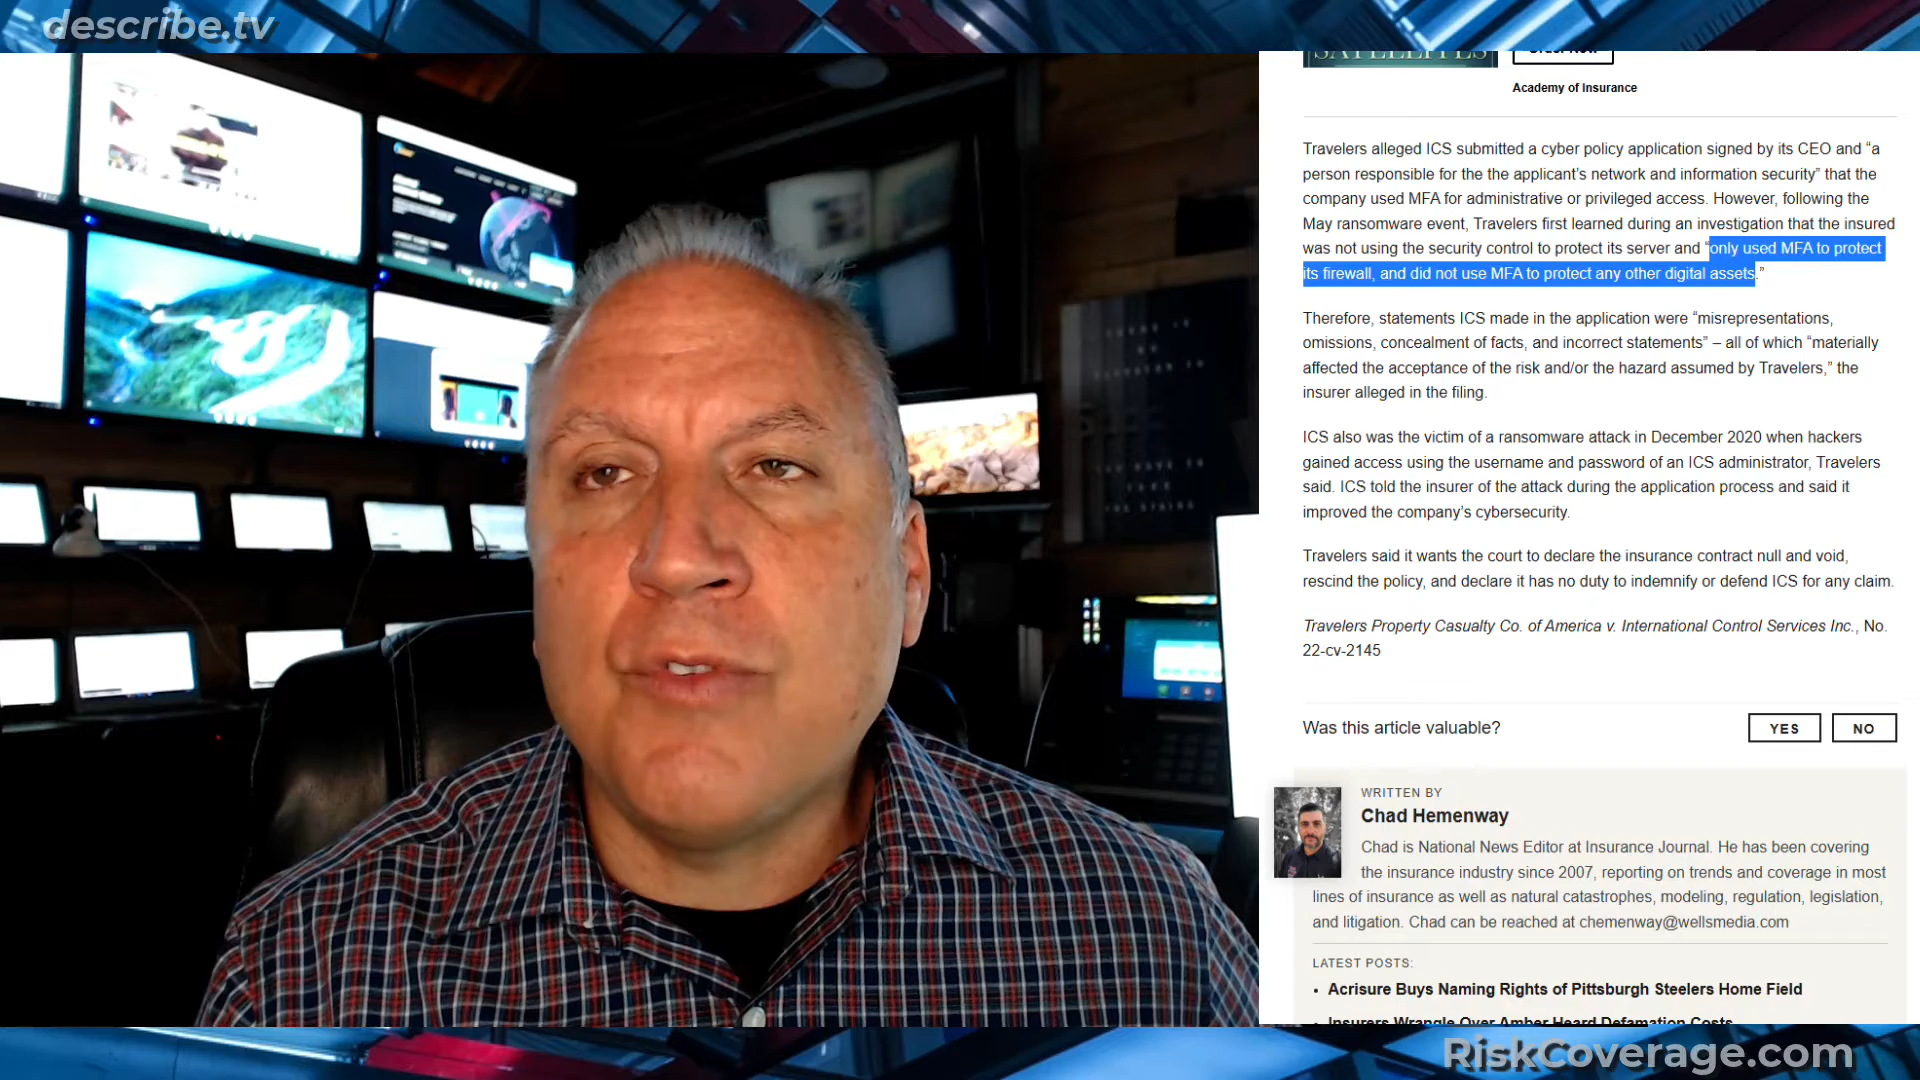 describe.tv
SATELLITES
Academy of Insurance
Travelers alleged ICS submitted a cyber policy application signed by its CEO and “a
person responsible for the the applicant’s network and information security” that the
company used MFA for administrative or privileged access. However, following the
May ransomware event, Travelers first learned during an investigation that the insured
was not using the security control to protect its server and “only used MFA to protect
its firewall, and did not use MFA to protect any other digital assets.”
Therefore, statements ICS made in the application were “misrepresentations,
omissions, concealment of facts, and incorrect statements” – all of which “materially
affected the acceptance of the risk and/or the hazard assumed by Travelers,” the
insurer alleged in the filing.
ICS also was the victim of a ransomware attack in December 2020 when hackers
gained access using the username and password of an ICS administrator, Travelers
said. ICS told the insurer of the attack during the application process and said it
improved the company’s cybersecurity.
Travelers said it wants the court to declare the insurance contract null and void,
rescind the policy, and declare it has no duty to indemnify or defend ICS for any claim.
Travelers Property Casualty Co. of America v. International Control Services Inc., No.
22-cv-2145
Was this article valuable?
YES
NO
WRITTEN BY
Chad Hemenway
Chad is National News Editor at Insurance Journal. He has been covering
the insurance industry since 2007, reporting on trends and coverage in most
lines of insurance as well as natural catastrophes, modeling, regulation, legislation,
and litigation. Chad can be reached at chemenway@wellsmedia.com
LATEST POSTS:
• Acrisure Buys Naming Rights of Pittsburgh Steelers Home Field
• Insurers Wrangle Over Amber Heard Defamation Costs
RiskCoverage.com